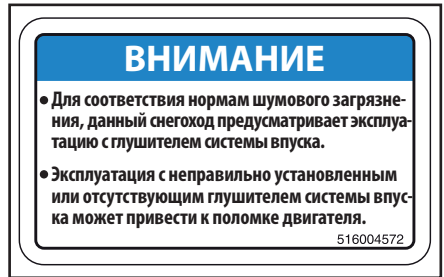 ВНИМАНИЕ
• Для соответствия нормам шумового загрязне-
ния, данный снегоход предусматривает эксплуа-
тацию с глушителем системы впуска.
• Эксплуатация с неправильно установленным
или отсутствующим глушителем системы впус-
ка может привести к поломке двигателя.
516004572